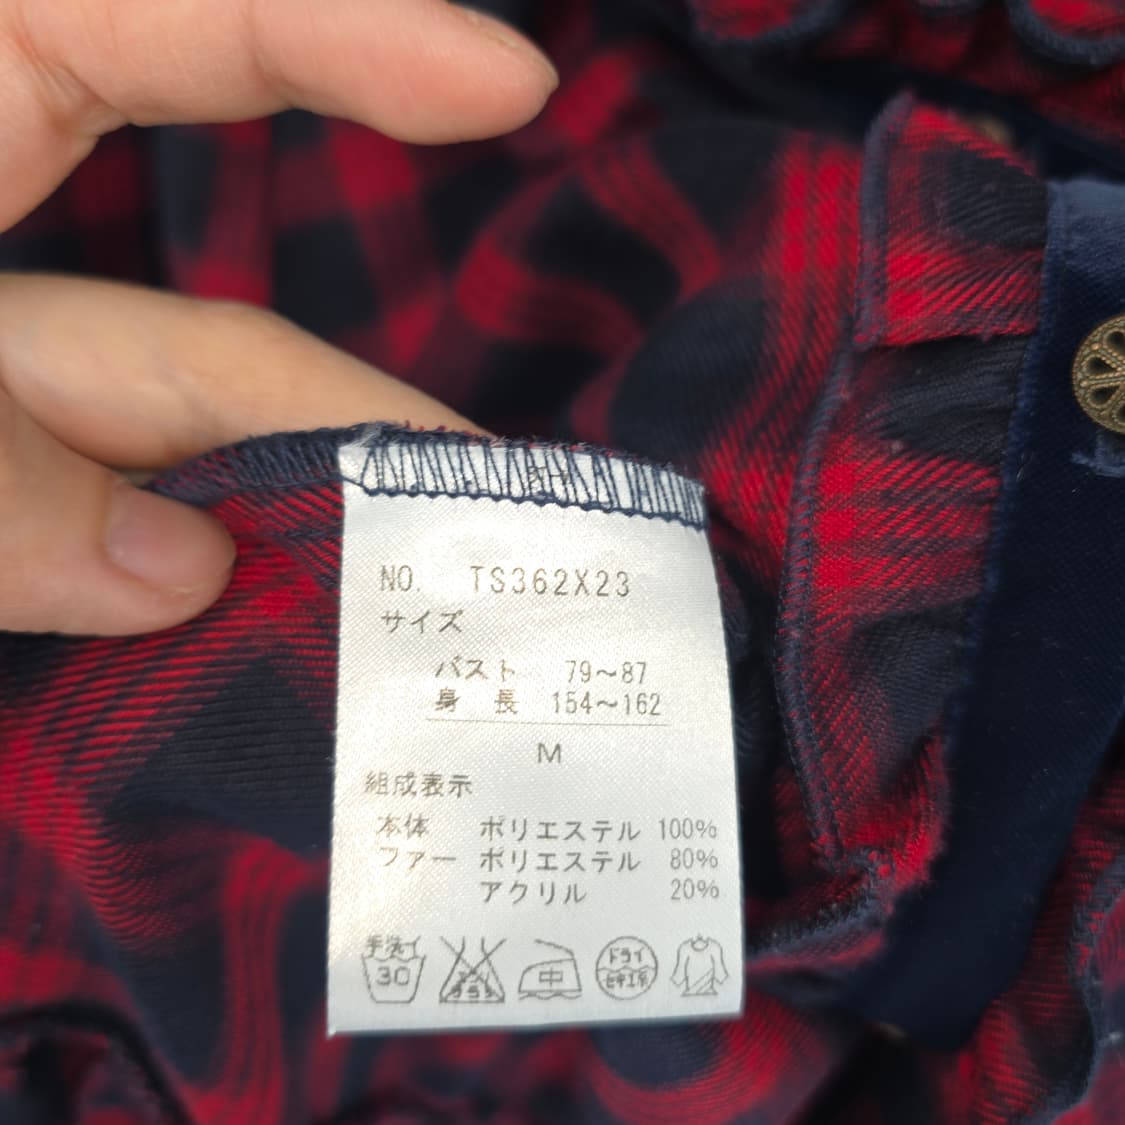 NO. TS362X23
サイズ
バスト 79～87
身 長 154～162
M
組成表示
本体 ポリエステル 100%
ファー ポリエステル 80%
アクリル 20%
手洗イ 30 中 ドライ